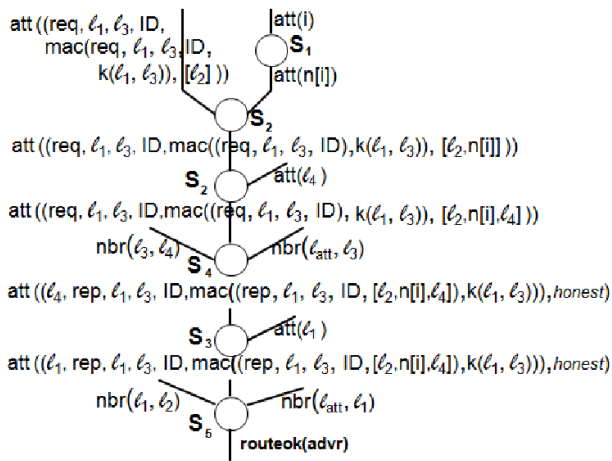 att((req, ℓ1, ℓ3, ID,
mac(req, ℓ1, ℓ3, ID,
k(ℓ1, ℓ3)), [ℓ2] ))
att(i)
S1
att(n[i])
S2
att((req, ℓ1, ℓ3, ID,mac((req, ℓ1, ℓ3, ID),k(ℓ1, ℓ3)), [ℓ2,n[i]] ))
S2
att(ℓ4)
att((req, ℓ1, ℓ3, ID,mac((req, ℓ1, ℓ3, ID), k(ℓ1, ℓ3)), [ℓ2,n[i],ℓ4] ))
nbr(ℓ3, ℓ4)
nbr(ℓatt, ℓ3)
S4
att((ℓ4, rep, ℓ1, ℓ3, ID,mac((rep, ℓ1, ℓ3, ID, [ℓ2,n[i],ℓ4]),k(ℓ1, ℓ3))),honest)
S3
att(ℓ1)
att((ℓ1, rep, ℓ1, ℓ3, ID,mac((rep, ℓ1, ℓ3, ID, [ℓ2,n[i],ℓ4]),k(ℓ1, ℓ3))),honest)
nbr(ℓ1, ℓ2)
nbr(ℓatt, ℓ1)
S5
routeok(advr)